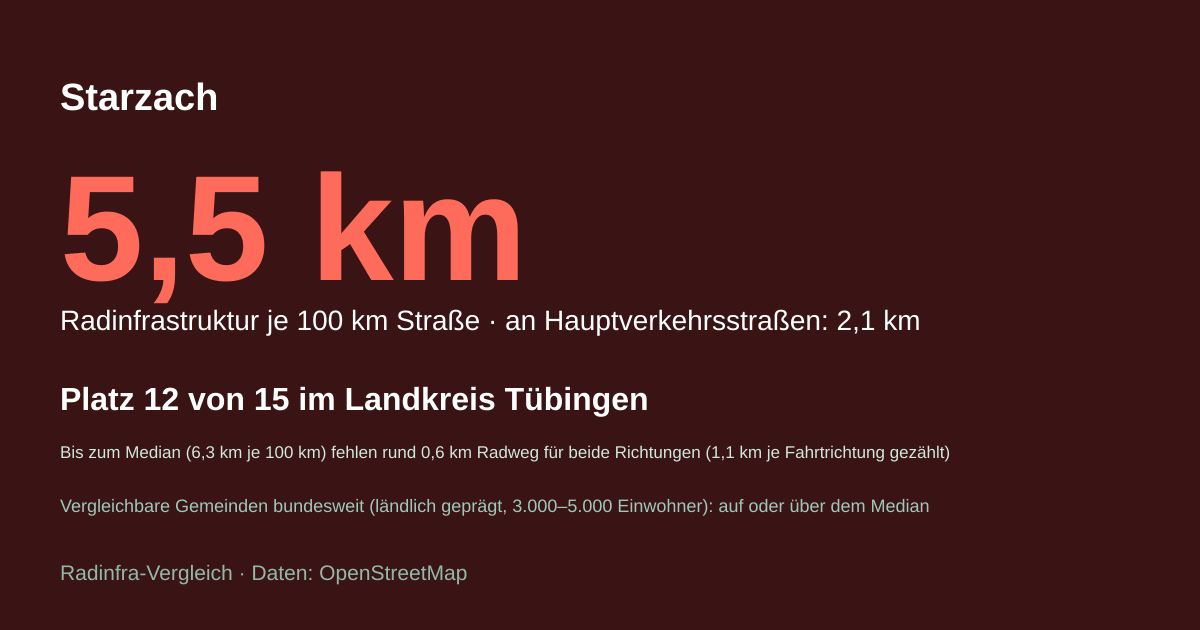 Starzach
5,5 km
Radinfrastruktur je 100 km Straße · an Hauptverkehrsstraßen: 2,1 km
Platz 12 von 15 im Landkreis Tübingen
Bis zum Median (6,3 km je 100 km) fehlen rund 0,6 km Radweg für beide Richtungen (1,1 km je Fahrtrichtung gezählt)
Vergleichbare Gemeinden bundesweit (ländlich geprägt, 3.000–5.000 Einwohner): auf oder über dem Median
Radinfra-Vergleich · Daten: OpenStreetMap